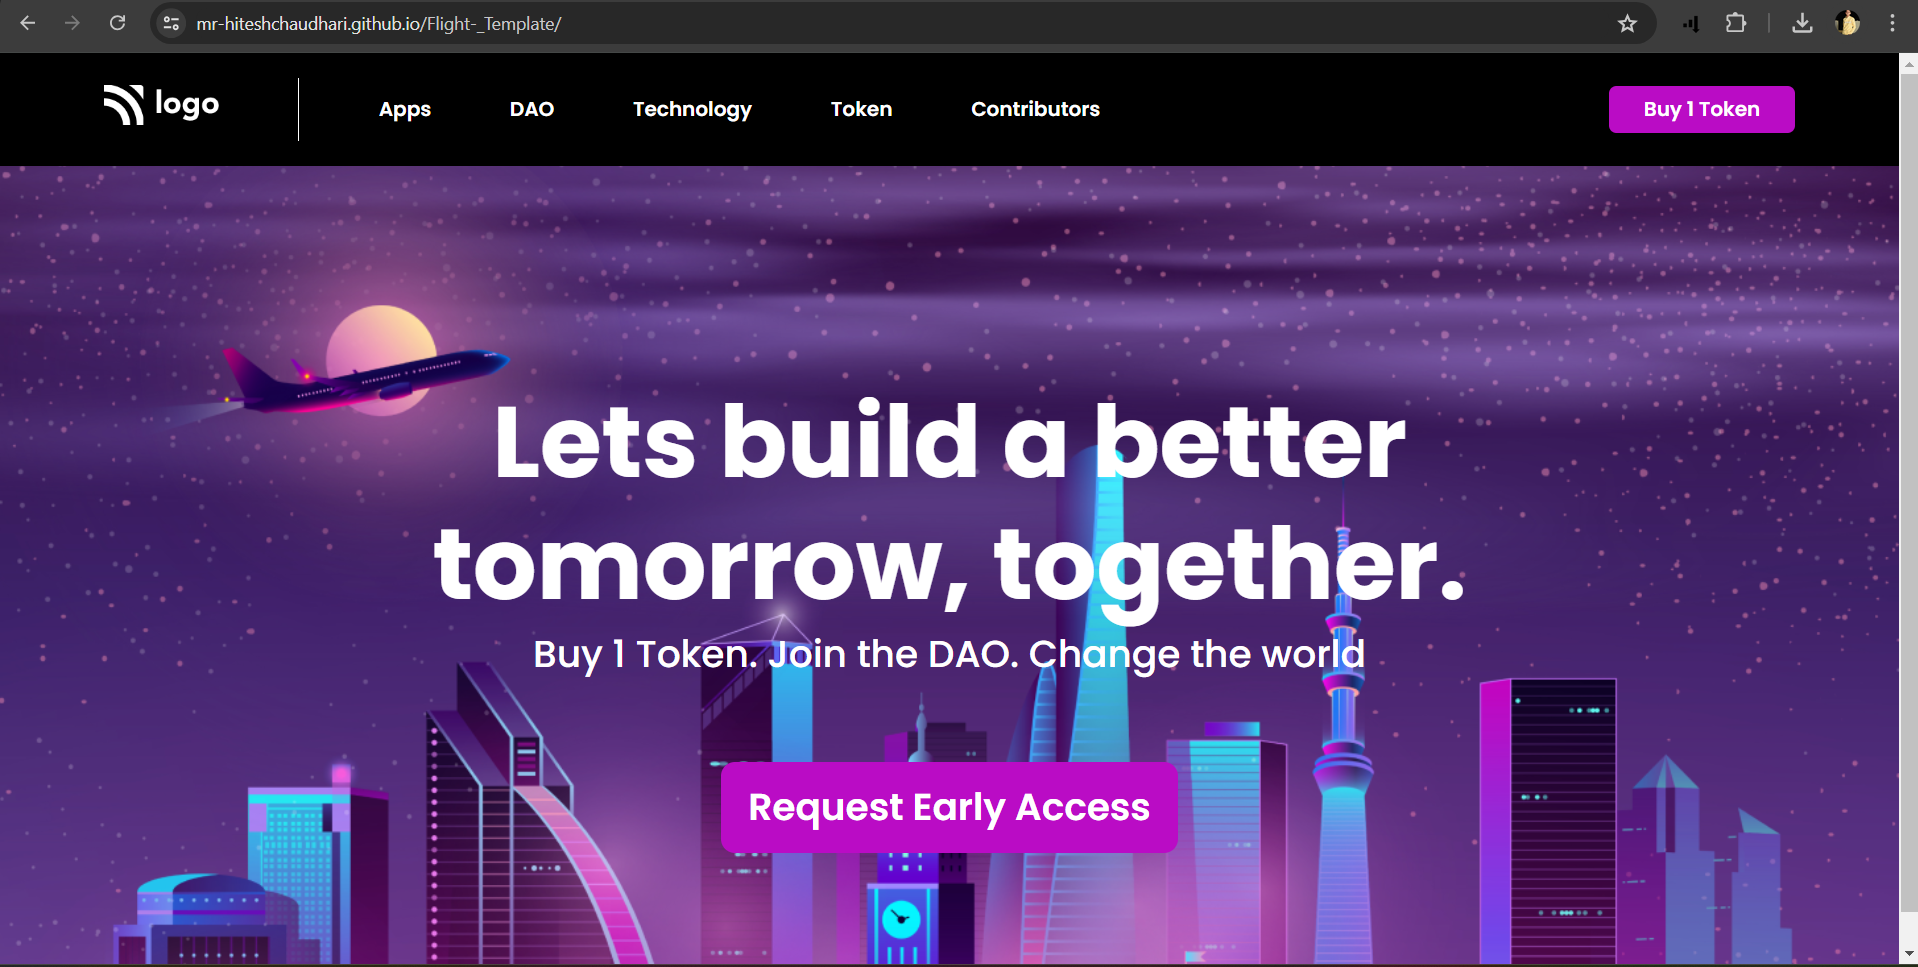 mr-hiteshchaudhari.github.io/Flight-_Template/
logo
Apps
DAO
Technology
Token
Contributors
Buy 1 Token
Lets build a better
tomorrow, together.
Buy 1 Token. Join the DAO. Change the world
Request Early Access